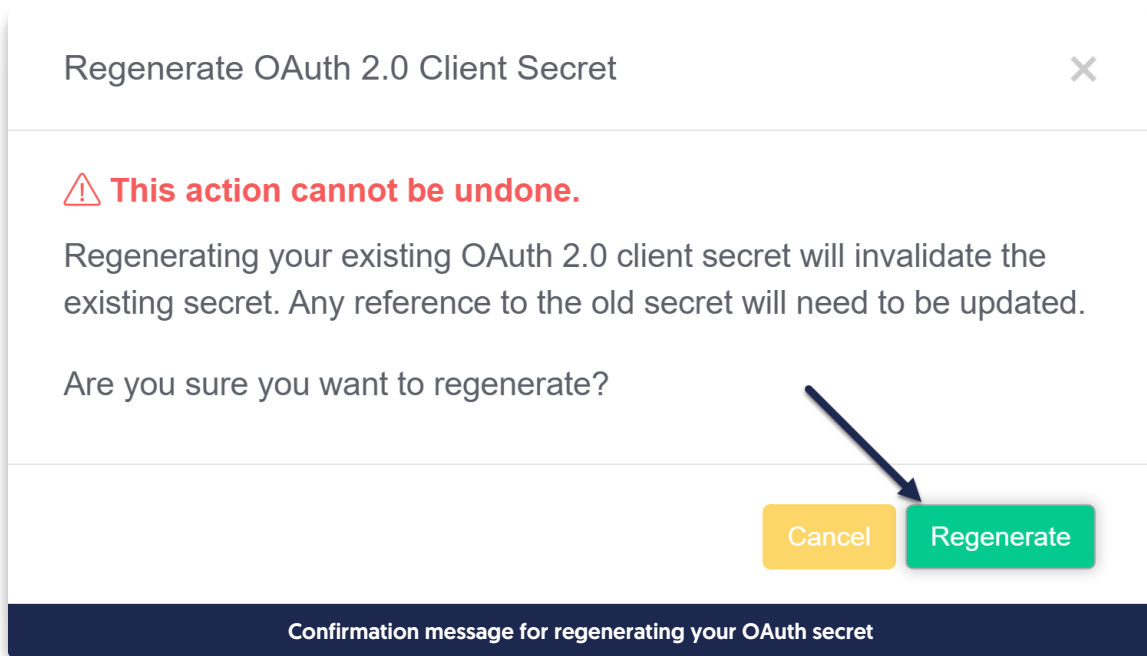 Regenerate OAuth 2.0 Client Secret
This action cannot be undone.
Regenerating your existing OAuth 2.0 client secret will invalidate the
existing secret. Any reference to the old secret will need to be updated.
Are you sure you want to regenerate?
Cancel
Regenerate
Confirmation message for regenerating your OAuth secret